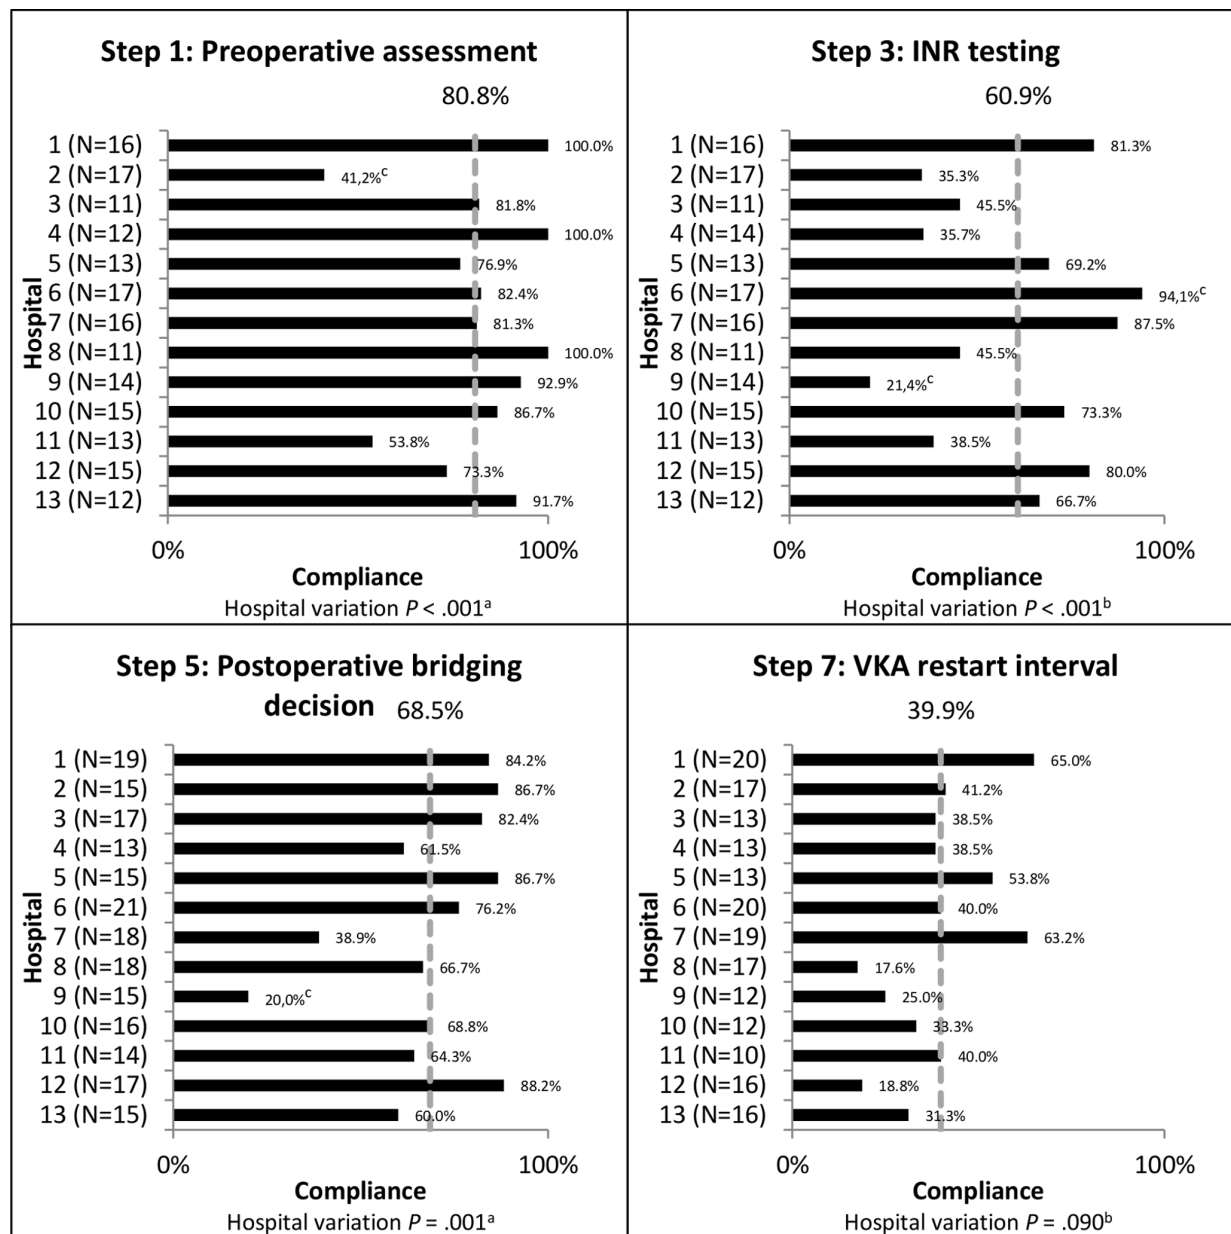 Step 1: Preoperative assessment
80.8%
Hospital
1 (N=16) 100.0%
2 (N=17) 41,2%c
3 (N=11) 81.8%
4 (N=12) 100.0%
5 (N=13) 76.9%
6 (N=17) 82.4%
7 (N=16) 81.3%
8 (N=11) 100.0%
9 (N=14) 92.9%
10 (N=15) 86.7%
11 (N=13) 53.8%
12 (N=15) 73.3%
13 (N=12) 91.7%
0% 100%
Compliance
Hospital variation P < .001a
Step 3: INR testing
60.9%
Hospital
1 (N=16) 81.3%
2 (N=17) 35.3%
3 (N=11) 45.5%
4 (N=14) 35.7%
5 (N=13) 69.2%
6 (N=17) 94,1%c
7 (N=16) 87.5%
8 (N=11) 45.5%
9 (N=14) 21,4%c
10 (N=15) 73.3%
11 (N=13) 38.5%
12 (N=15) 80.0%
13 (N=12) 66.7%
0% 100%
Compliance
Hospital variation P < .001b
Step 5: Postoperative bridging
decision 68.5%
Hospital
1 (N=19) 84.2%
2 (N=15) 86.7%
3 (N=17) 82.4%
4 (N=13) 61.5%
5 (N=15) 86.7%
6 (N=21) 76.2%
7 (N=18) 38.9%
8 (N=18) 66.7%
9 (N=15) 20,0%c
10 (N=16) 68.8%
11 (N=14) 64.3%
12 (N=17) 88.2%
13 (N=15) 60.0%
0% 100%
Compliance
Hospital variation P = .001a
Step 7: VKA restart interval
39.9%
Hospital
1 (N=20) 65.0%
2 (N=17) 41.2%
3 (N=13) 38.5%
4 (N=13) 38.5%
5 (N=13) 53.8%
6 (N=20) 40.0%
7 (N=19) 63.2%
8 (N=17) 17.6%
9 (N=12) 25.0%
10 (N=12) 33.3%
11 (N=10) 40.0%
12 (N=16) 18.8%
13 (N=16) 31.3%
0% 100%
Compliance
Hospital variation P = .090b